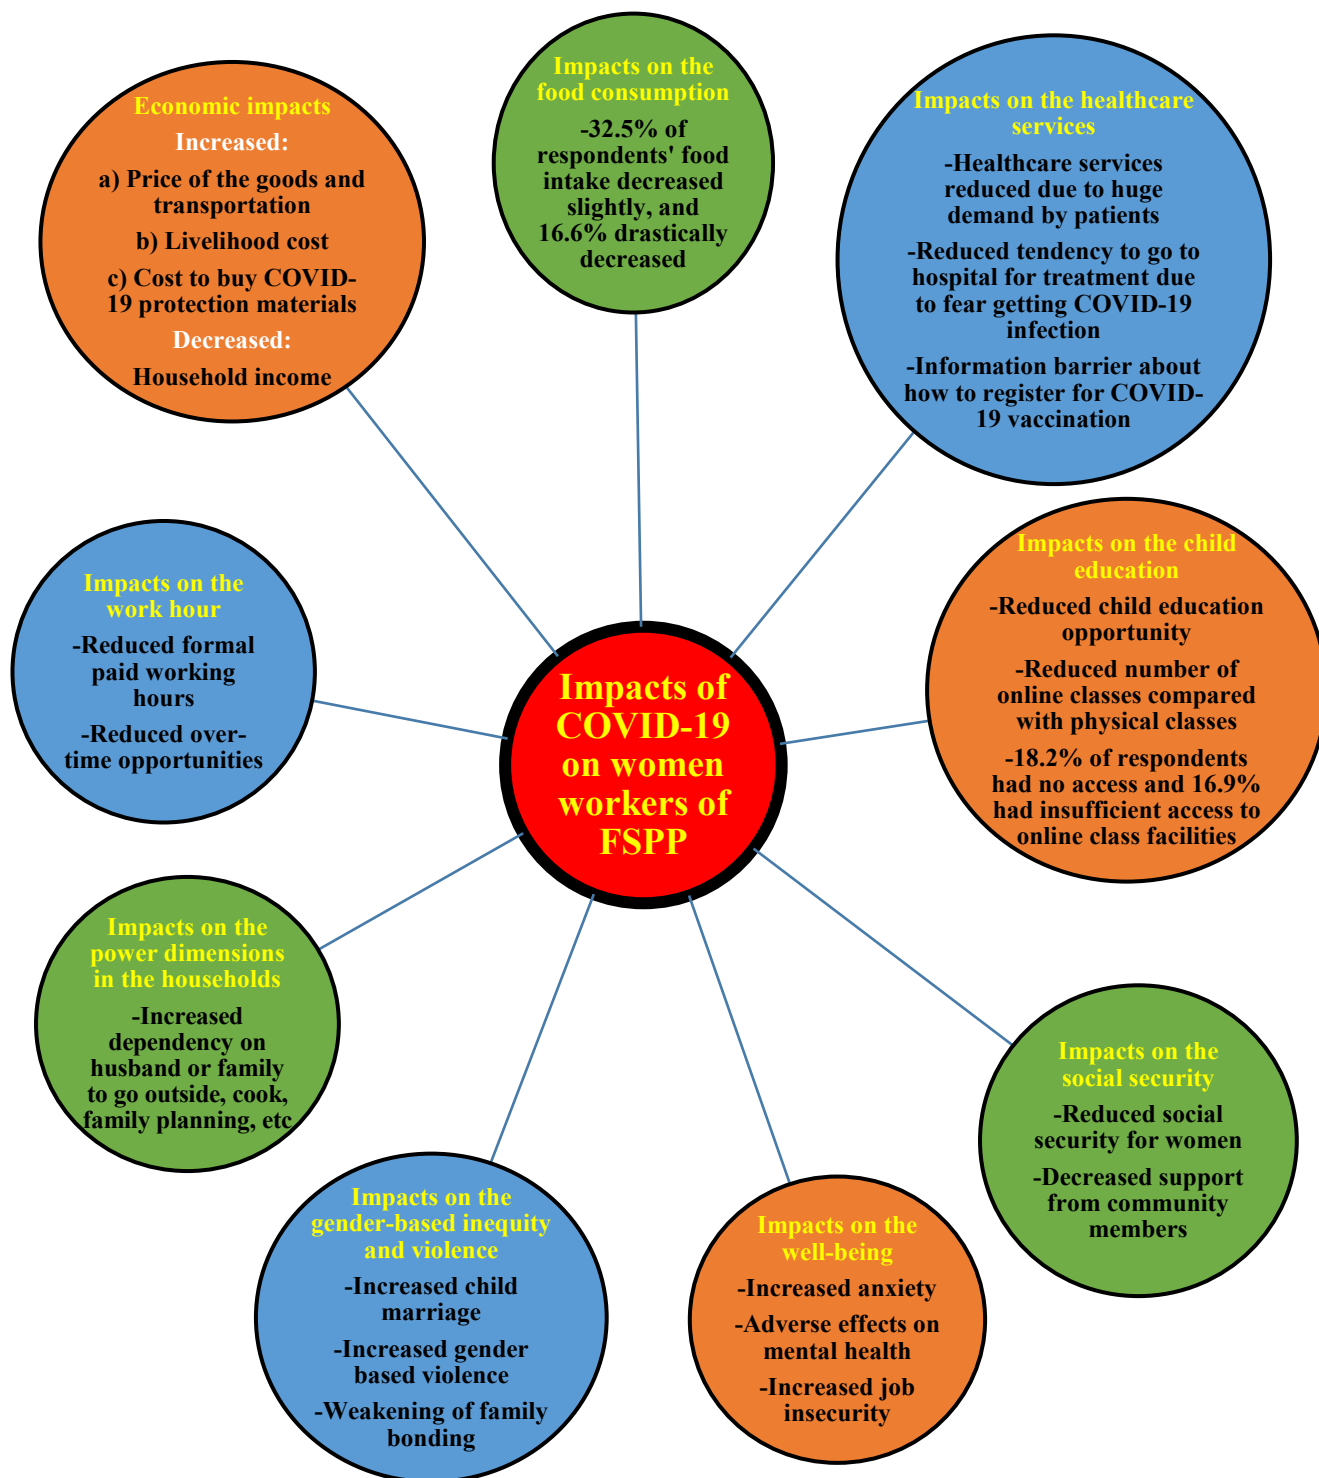 Economic impacts
Increased:
a) Price of the goods and
transportation
b) Livelihood cost
c) Cost to buy COVID-
19 protection materials
Decreased:
Household income
Impacts on the
food consumption
-32.5% of
respondents' food
intake decreased
slightly, and
16.6% drastically
decreased
Impacts on the healthcare
services
-Healthcare services
reduced due to huge
demand by patients
-Reduced tendency to go to
hospital for treatment due
to fear getting COVID-19
infection
-Information barrier about
how to register for COVID-
19 vaccination
Impacts on the
work hour
-Reduced formal
paid working
hours
-Reduced over-
time opportunities
Impacts of
COVID-19
on women
workers of
FSPP
Impacts on the child
education
-Reduced child education
opportunity
-Reduced number of
online classes compared
with physical classes
-18.2% of respondents
had no access and 16.9%
had insufficient access to
online class facilities
Impacts on the
power dimensions
in the households
-Increased
dependency on
husband or family
to go outside, cook,
family planning, etc
Impacts on the
gender-based inequity
and violence
-Increased child
marriage
-Increased gender
based violence
-Weakening of family
bonding
Impacts on the
well-being
-Increased anxiety
-Adverse effects on
mental health
-Increased job
insecurity
Impacts on the
social security
-Reduced social
security for women
-Decreased support
from community
members